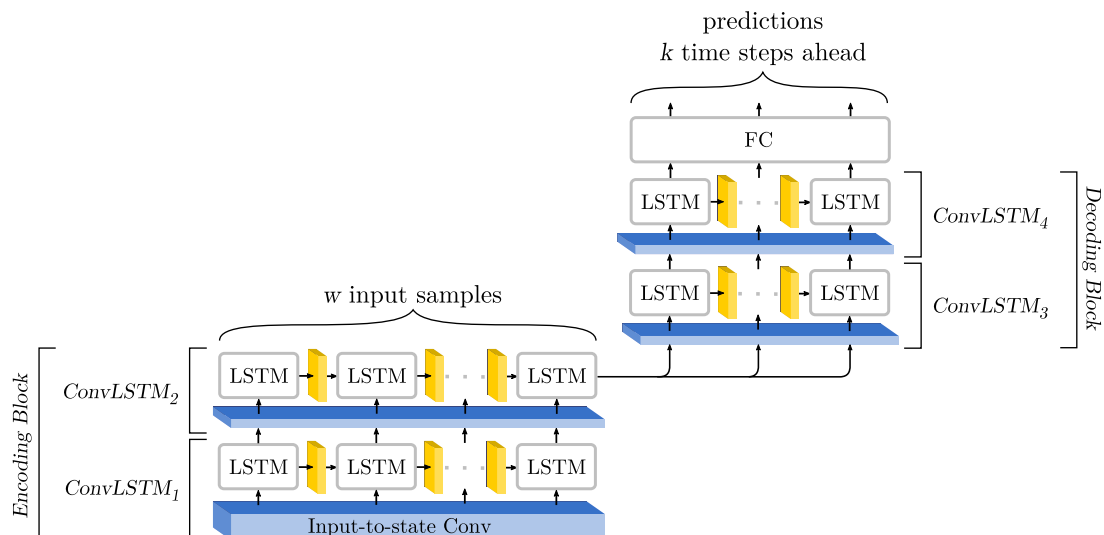 predictions
k time steps ahead
FC
LSTM · · · LSTM
ConvLSTM4
LSTM · · · LSTM
ConvLSTM3
Decoding Block
w input samples
LSTM LSTM · · · LSTM
ConvLSTM2
LSTM LSTM · · · LSTM
ConvLSTM1
Encoding Block
Input-to-state Conv